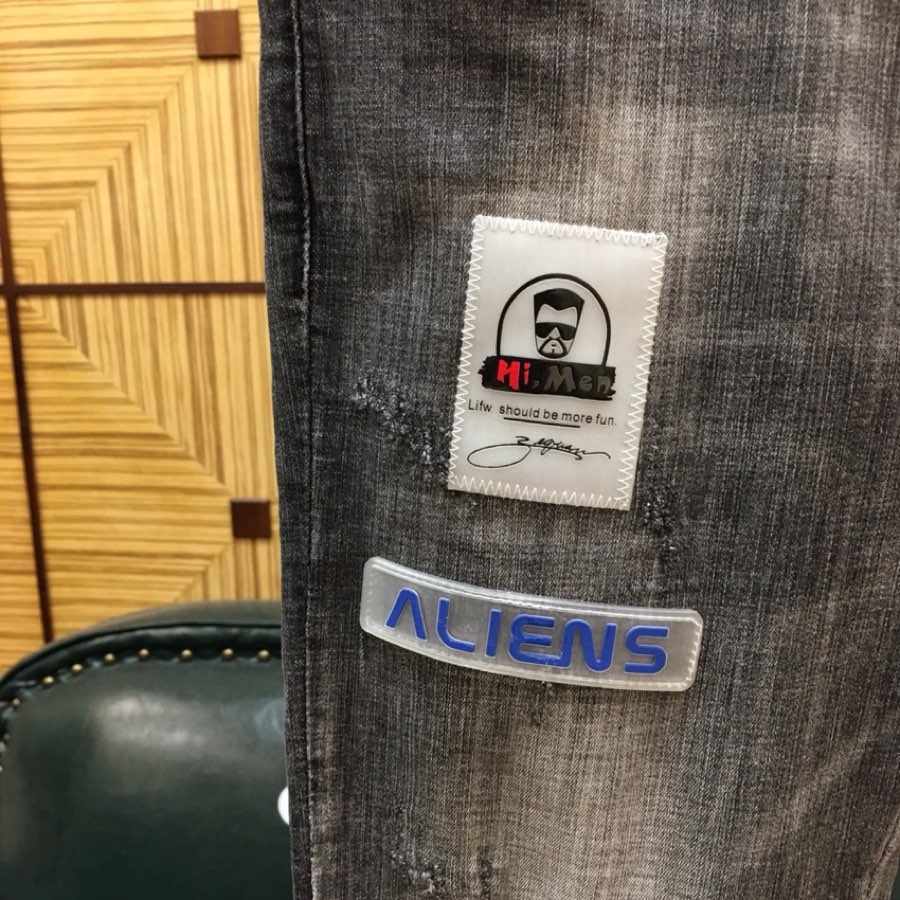 Hi, Men
Lifw should be more fun.
ALIENS